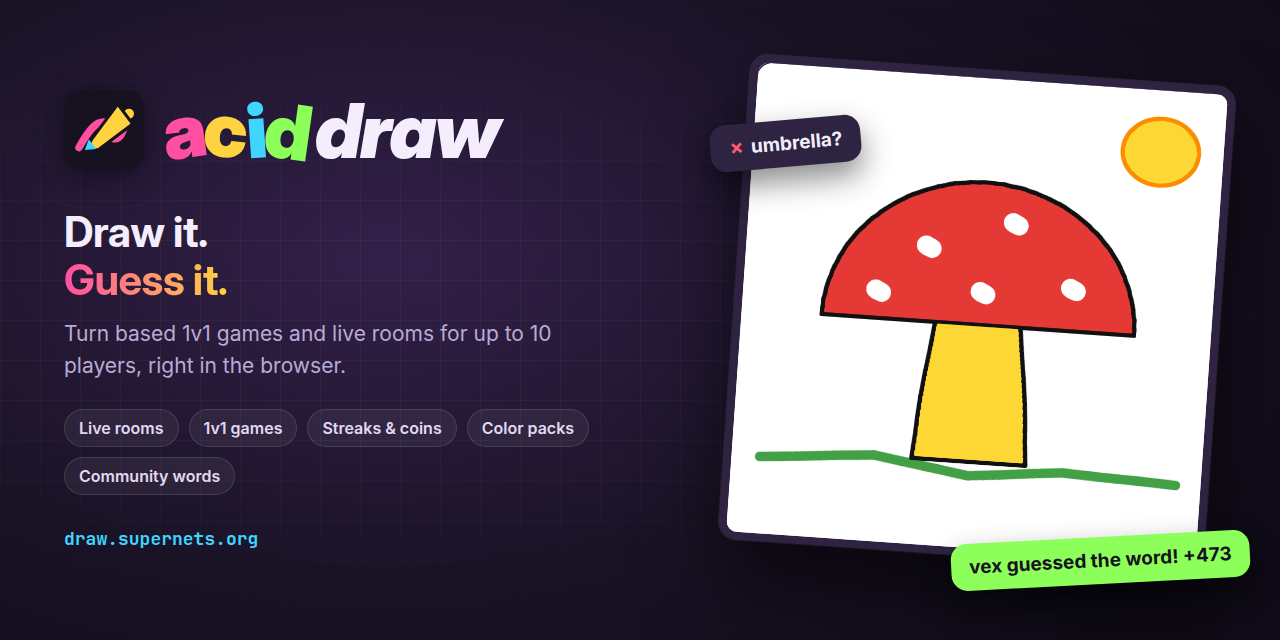 acid draw
Draw it.
Guess it.
Turn based 1v1 games and live rooms for up to 10
players, right in the browser.
Live rooms
1v1 games
Streaks & coins
Color packs
Community words
draw.supernets.org
× umbrella?
vex guessed the word! +473